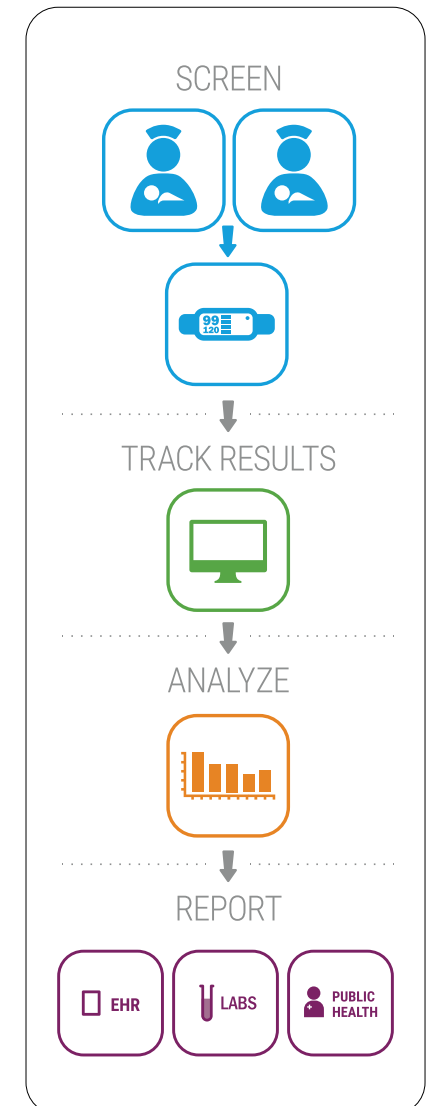 SCREEN
99
120
TRACK RESULTS
ANALYZE
REPORT
EHR
LABS
PUBLIC
HEALTH